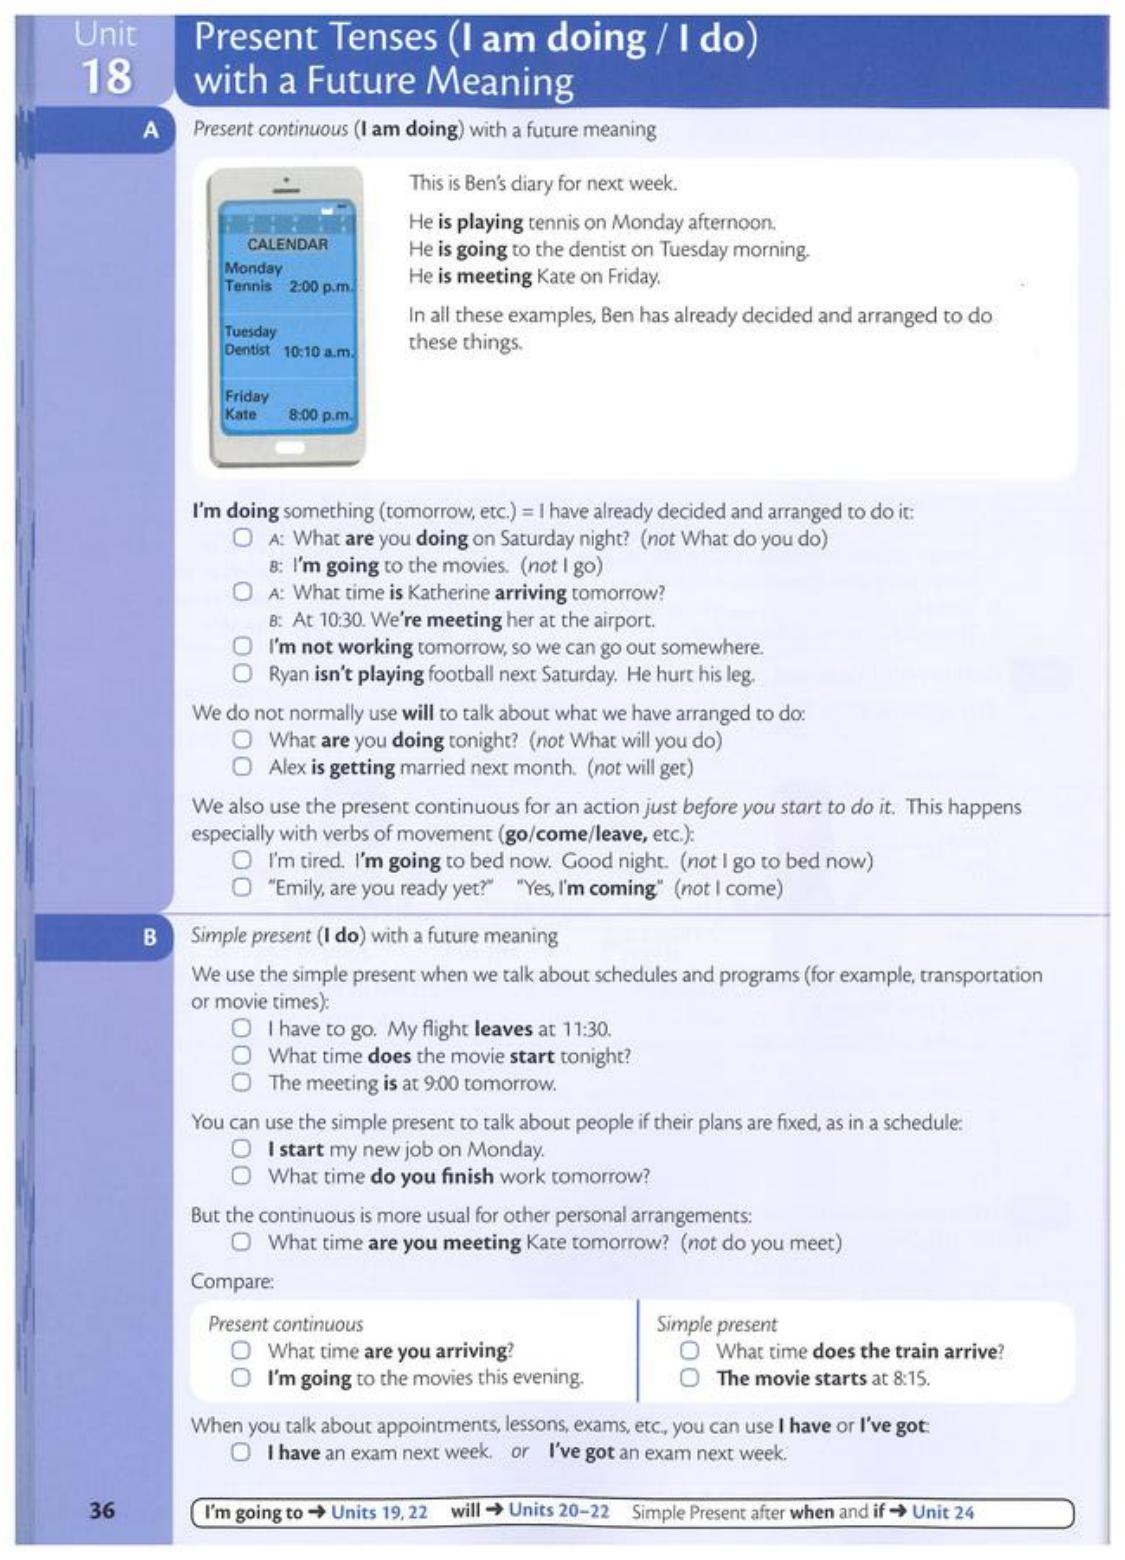 Unit
18
Present Tenses (I am doing / I do)
with a Future Meaning
A
Present continuous (I am doing) with a future meaning
CALENDAR
Monday
Tennis 2:00 p.m.
Tuesday
Dentist 10:10 a.m.
Friday
Kate 8:00 p.m.
This is Ben's diary for next week.
He is playing tennis on Monday afternoon.
He is going to the dentist on Tuesday morning.
He is meeting Kate on Friday.
In all these examples, Ben has already decided and arranged to do
these things.
I'm doing something (tomorrow, etc.) = I have already decided and arranged to do it:
A: What are you doing on Saturday night? (not What do you do)
B: I'm going to the movies. (not I go)
A: What time is Katherine arriving tomorrow?
B: At 10:30. We're meeting her at the airport.
I'm not working tomorrow, so we can go out somewhere.
Ryan isn't playing football next Saturday. He hurt his leg.
We do not normally use will to talk about what we have arranged to do:
What are you doing tonight? (not What will you do)
Alex is getting married next month. (not will get)
We also use the present continuous for an action just before you start to do it. This happens
especially with verbs of movement (go/come/leave, etc.):
I'm tired. I'm going to bed now. Good night. (not I go to bed now)
"Emily, are you ready yet?" "Yes, I'm coming." (not I come)
B
Simple present (I do) with a future meaning
We use the simple present when we talk about schedules and programs (for example, transportation
or movie times):
I have to go. My flight leaves at 11:30.
What time does the movie start tonight?
The meeting is at 9:00 tomorrow.
You can use the simple present to talk about people if their plans are fixed, as in a schedule:
I start my new job on Monday.
What time do you finish work tomorrow?
But the continuous is more usual for other personal arrangements:
What time are you meeting Kate tomorrow? (not do you meet)
Compare:
Present continuous
What time are you arriving?
I'm going to the movies this evening.
Simple present
What time does the train arrive?
The movie starts at 8:15.
When you talk about appointments, lessons, exams, etc., you can use I have or I've got:
I have an exam next week. or I've got an exam next week.
36
I'm going to → Units 19, 22 will → Units 20–22 Simple Present after when and if → Unit 24